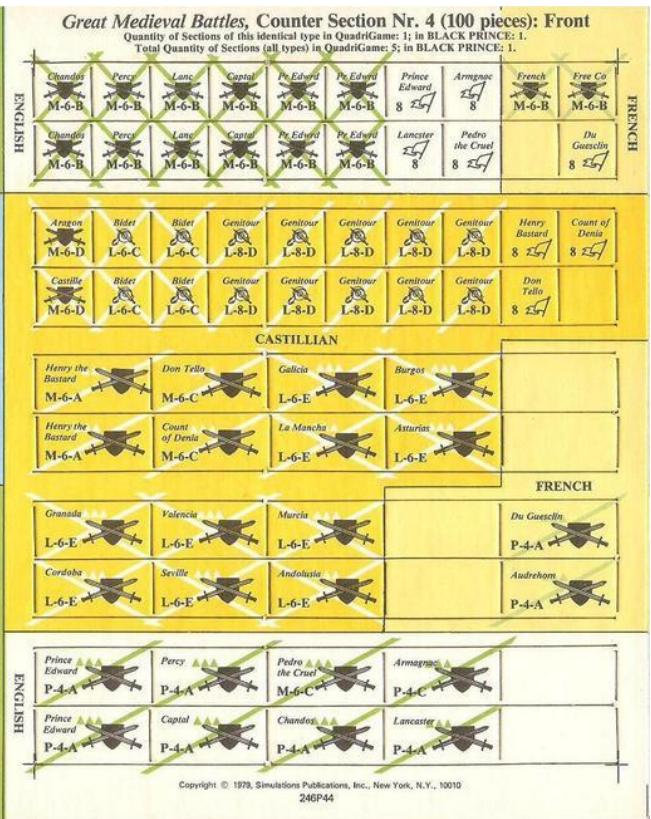 Great Medieval Battles, Counter Section Nr. 4 (100 pieces): Front
Quantity of Sections of this identical type in QuadriGame: 1; in BLACK PRINCE: 1.
Total Quantity of Sections (all types) in QuadriGame: 5; in BLACK PRINCE: 1.
ENGLISH
Chandos Percy Lanc Captal Pr Edwrd Pr Edwrd Prince Armgnac French Free Co
Edward
M-6-B M-6-B M-6-B M-6-B M-6-B M-6-B 8 8 M-6-B M-6-B
FRENCH
Chandos Percy Lanc Captal Pr Edwrd Pr Edwrd Lancster Pedro Du
the Cruel Guesclin
M-6-B M-6-B M-6-B M-6-B M-6-B M-6-B 8 8 8
Aragon Bidet Bidet Genitour Genitour Genitour Genitour Genitour Henry Count of
Bastard Denia
M-6-D L-6-C L-6-C L-8-D L-8-D L-8-D L-8-D L-8-D 8 8
Castille Bidet Bidet Genitour Genitour Genitour Genitour Genitour Don
Tello
M-6-D L-6-C L-6-C L-8-D L-8-D L-8-D L-8-D L-8-D 8
CASTILLIAN
Henry the Don Tello Galicia Burgos
Bastard
M-6-A M-6-C L-6-E L-6-E
Henry the Count La Mancha Asturias
Bastard of Denia
M-6-A M-6-C L-6-E L-6-E
FRENCH
Granada Valencia Murcia Du Guesclin
L-6-E L-6-E L-6-E P-4-A
Cordoba Seville Andolusia Audrehom
L-6-E L-6-E L-6-E P-4-A
ENGLISH
Prince Percy Pedro Armagnac
Edward the Cruel
P-4-A P-4-A M-6-C P-4-C
Prince Captal Chandos Lancaster
Edward
P-4-A P-4-A P-4-A P-4-A
Copyright © 1979, Simulations Publications, Inc., New York, N.Y., 10010
246P44